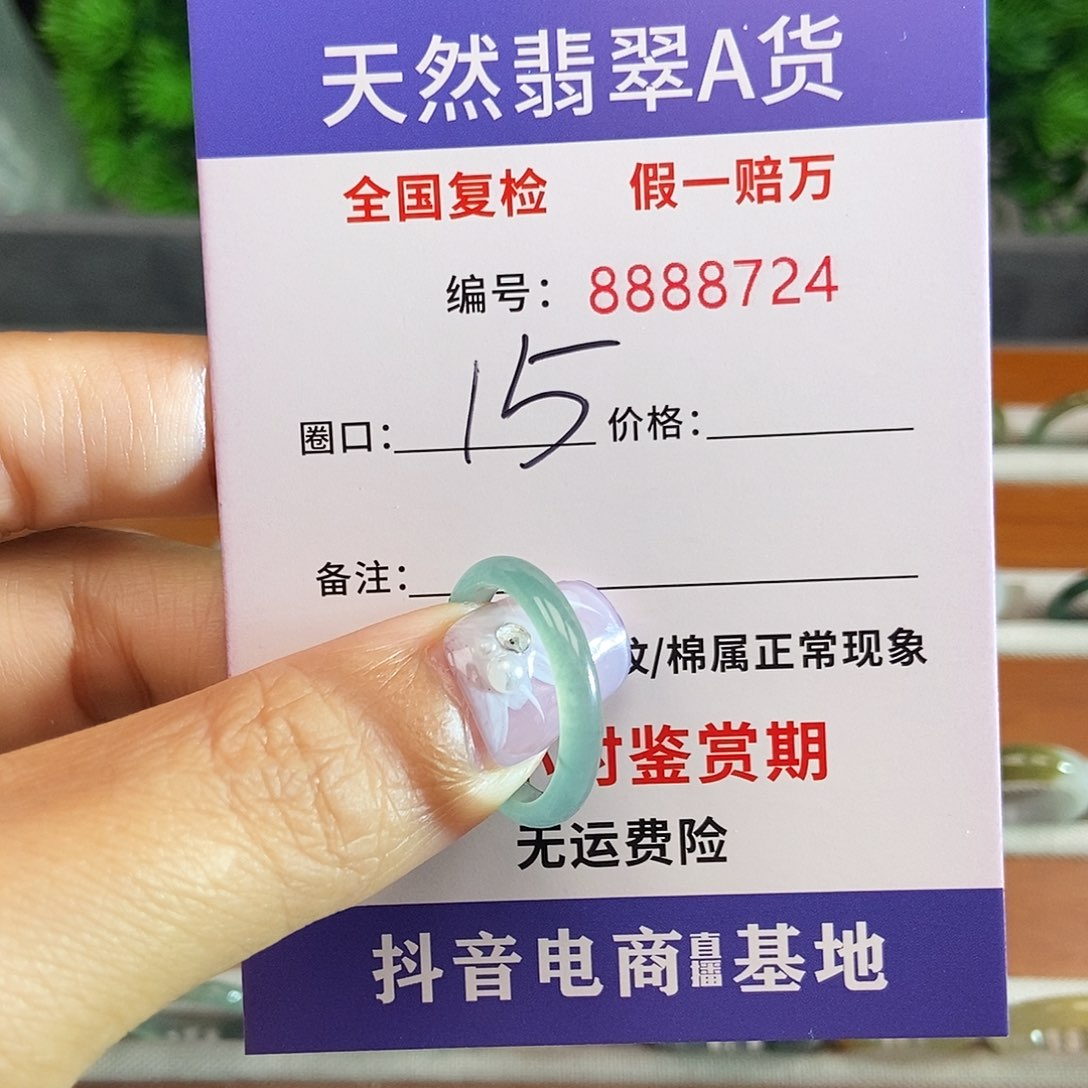 天然翡翠A货
全国复检 假一赔万
编号：8888724
圈口：15 价格：
备注：
/棉属正常现象
时鉴赏期
无运费险
抖音电商直播基地